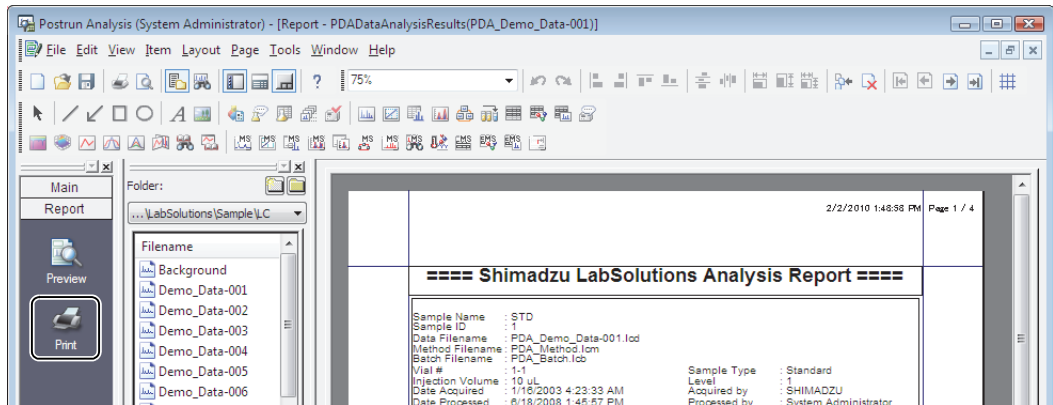 Postrun Analysis (System Administrator) - [Report - PDADataAnalysisResults(PDA_Demo_Data-001)]
File Edit View Item Layout Page Tools Window Help
75%
Main
Report
Preview
Print
Folder:
...\LabSolutions\Sample\LC
Filename
Background
Demo_Data-001
Demo_Data-002
Demo_Data-003
Demo_Data-004
Demo_Data-005
Demo_Data-006
2/2/2010 1:48:58 PM Page 1 / 4
==== Shimadzu LabSolutions Analysis Report ====
Sample Name : STD
Sample ID : 1
Data Filename : PDA_Demo_Data-001.lcd
Method Filename : PDA_Method.lcm
Batch Filename : PDA_Batch.lcb
Vial # : 1-1 Sample Type : Standard
Injection Volume : 10 uL Level : 1
Date Acquired : 1/16/2003 4:23:33 AM Acquired by : SHIMADZU
Date Processed : 6/18/2008 1:45:57 PM Processed by : System Administrator